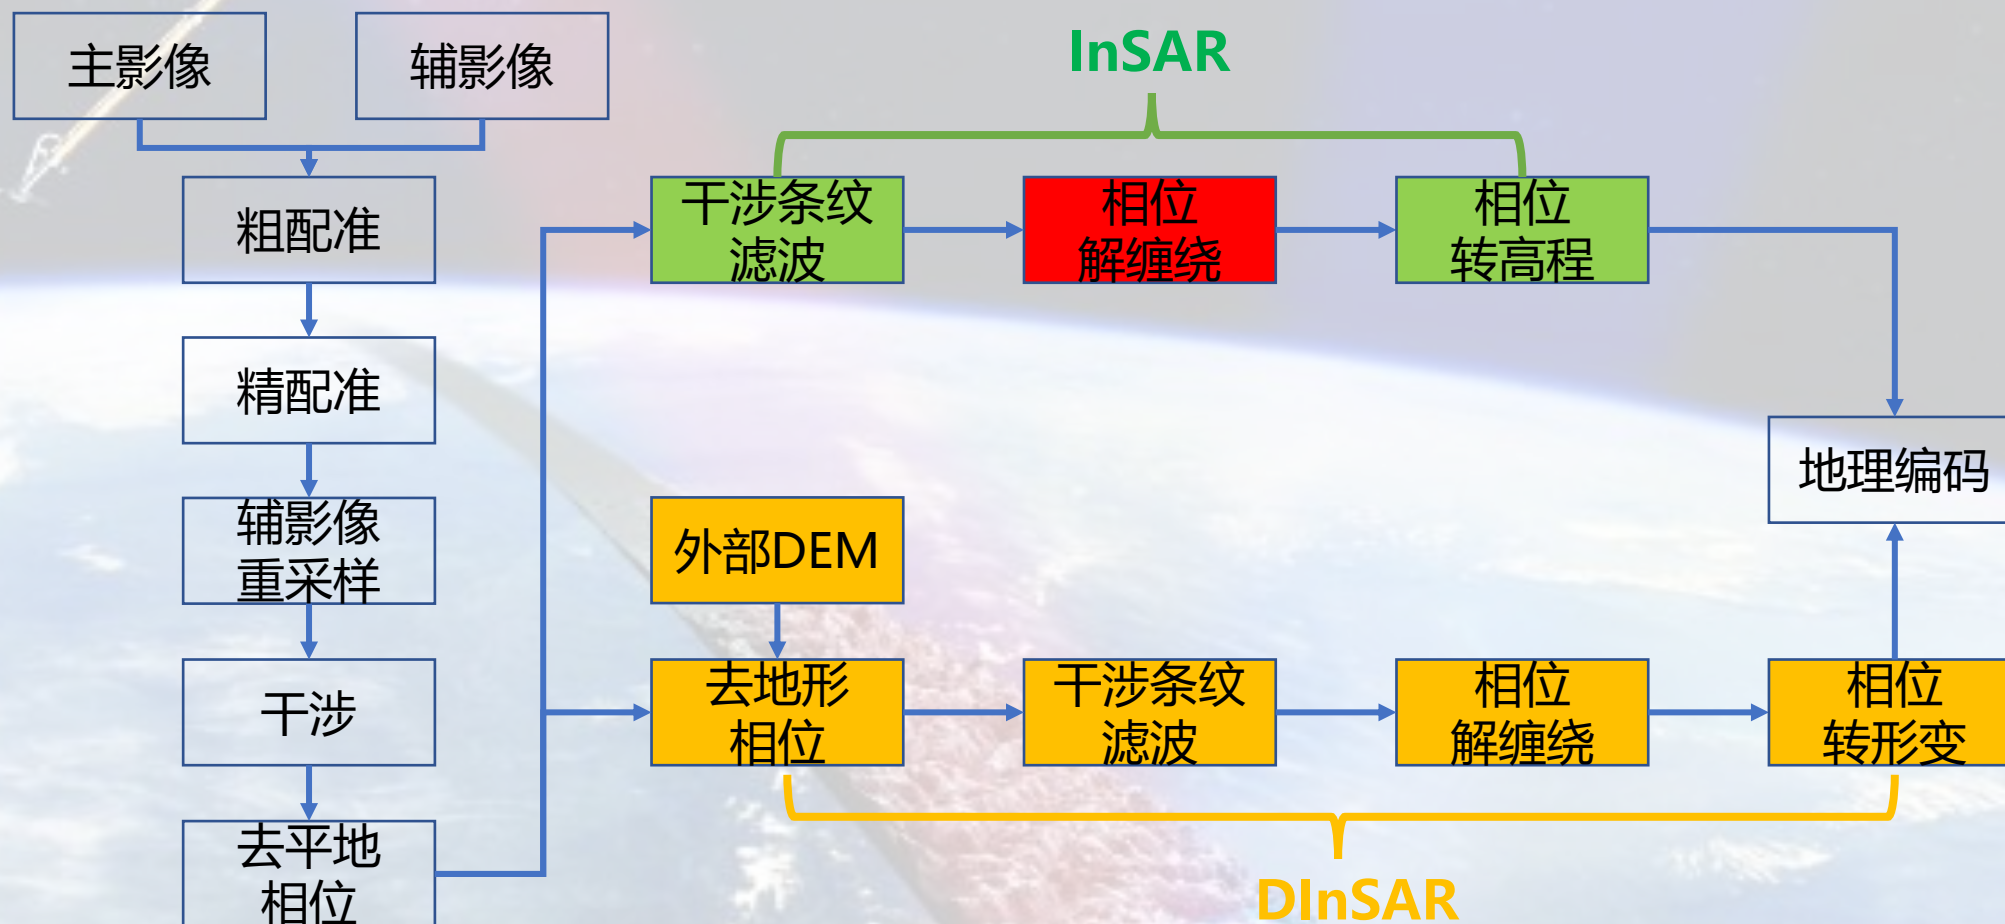 主影像
辅影像
粗配准
精配准
辅影像
重采样
干涉
去平地
相位
InSAR
干涉条纹
滤波
相位
解缠绕
相位
转高程
地理编码
外部DEM
去地形
相位
干涉条纹
滤波
相位
解缠绕
相位
转形变
DInSAR